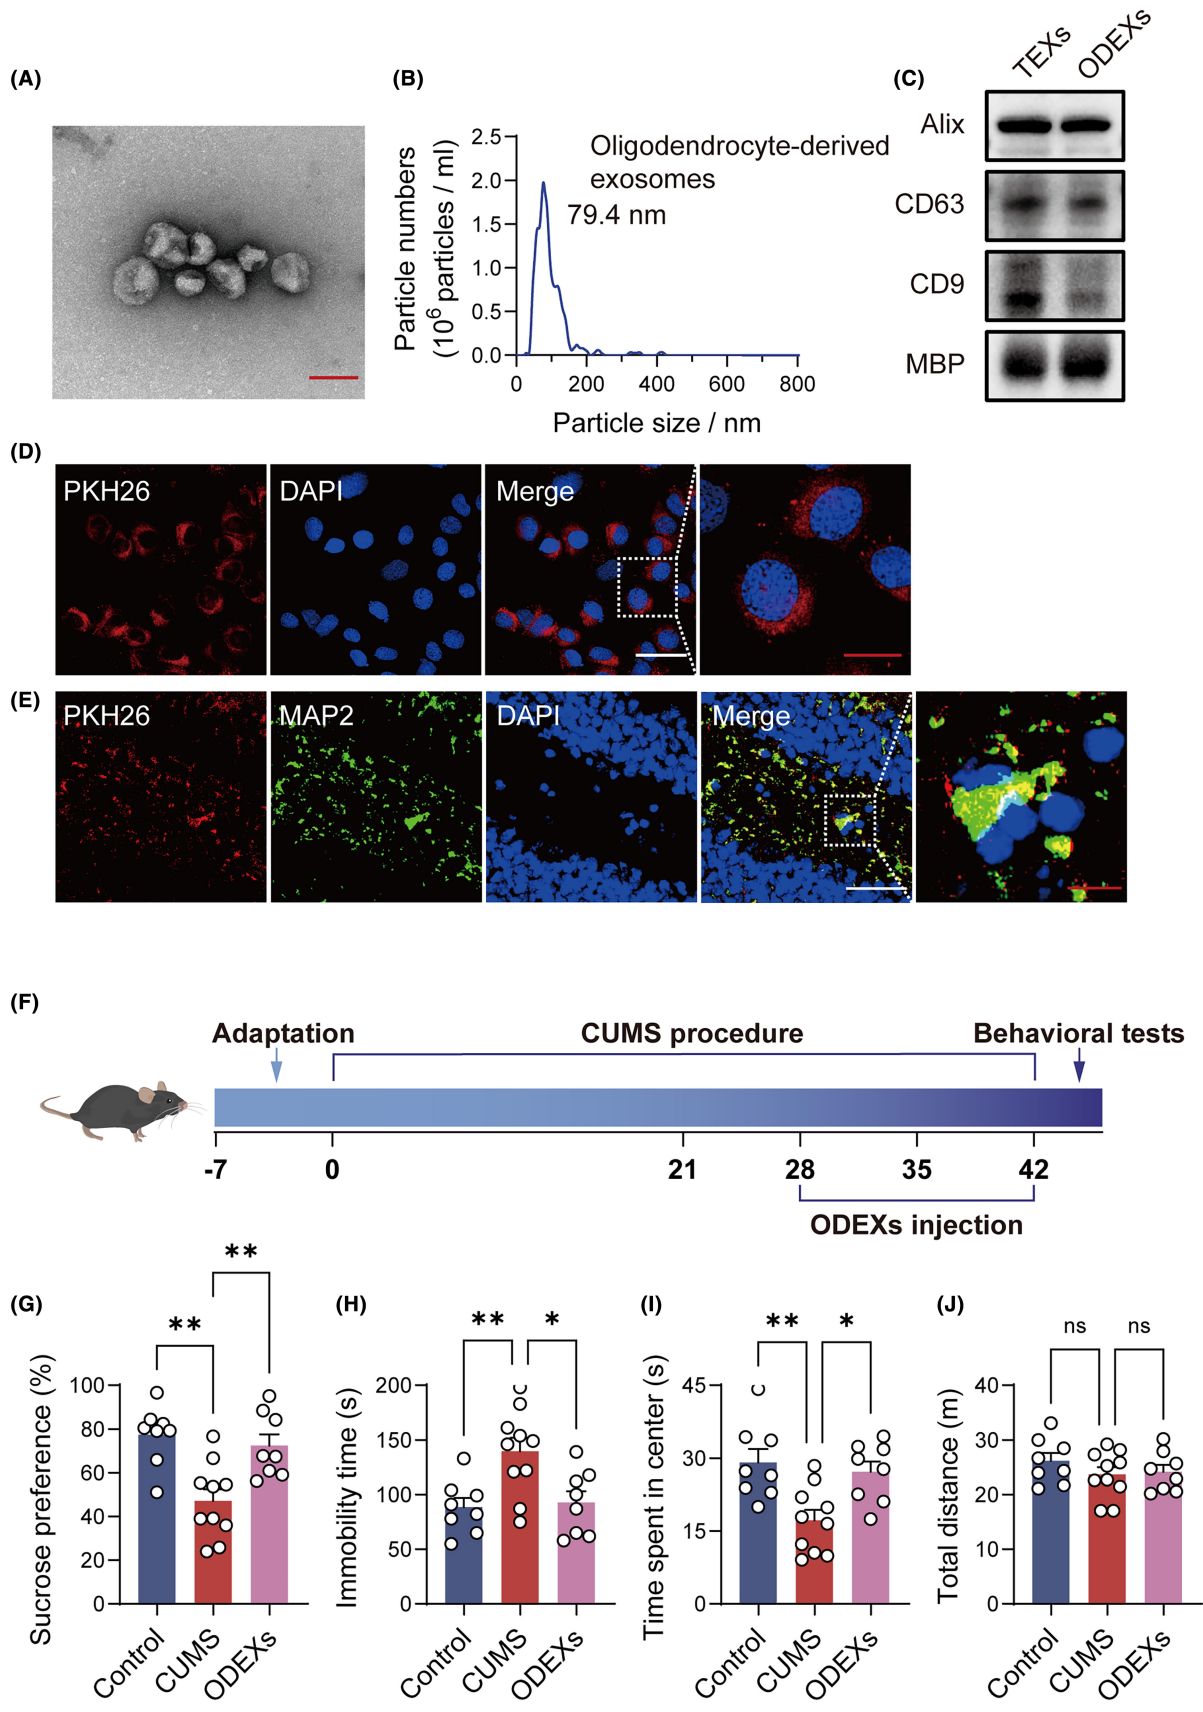 (A)
(B)
(C)
TEXs
ODEXs
Particle numbers
(10⁶ particles / ml)
2.5
2.0
1.5
1.0
0.5
0.0
Oligodendrocyte-derived
exosomes
79.4 nm
0
200
400
600
800
Particle size / nm
Alix
CD63
CD9
MBP
(D)
PKH26
DAPI
Merge
(E)
PKH26
MAP2
DAPI
Merge
(F)
Adaptation
CUMS procedure
Behavioral tests
-7
0
21
28
35
42
ODEXs injection
(G)
**
**
Sucrose preference (%)
100
80
60
40
20
0
Control
CUMS
ODEXs
(H)
**
*
Immobility time (s)
200
150
100
50
0
Control
CUMS
ODEXs
(I)
**
*
Time spent in center (s)
45
30
15
0
Control
CUMS
ODEXs
(J)
ns
ns
Total distance (m)
40
30
20
10
0
Control
CUMS
ODEXs